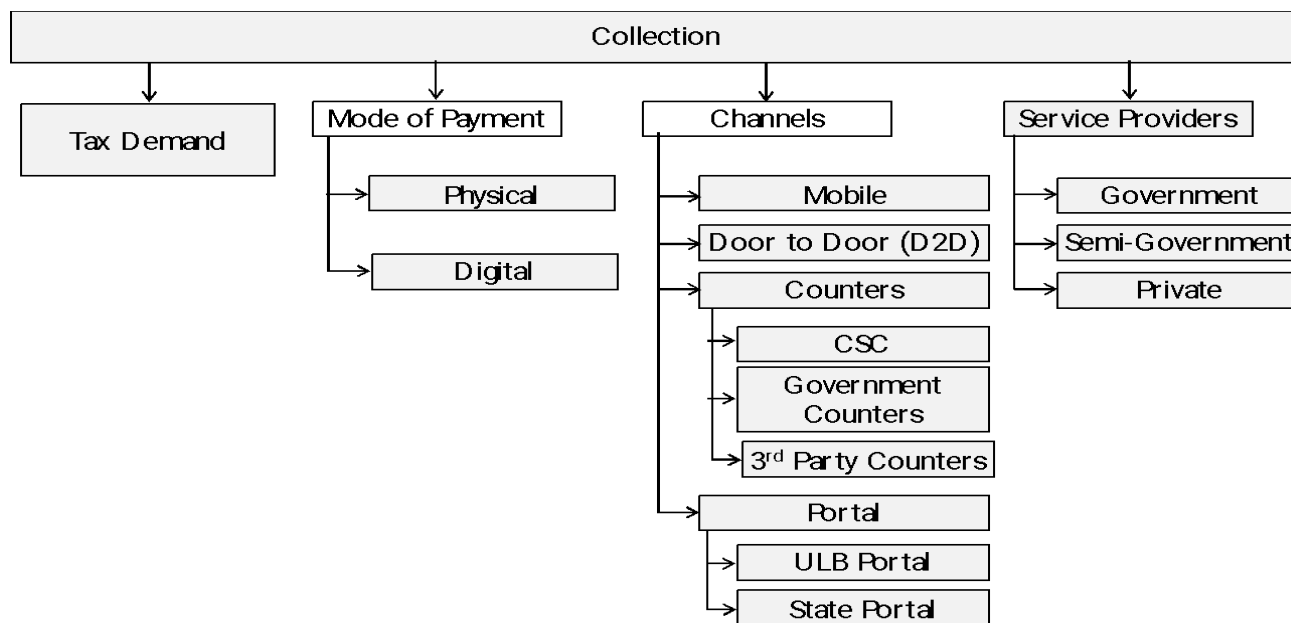 Collection
Tax Demand
Mode of Payment
Physical
Digital
Channels
Mobile
Door to Door (D2D)
Counters
CSC
Government
Counters
3rd Party Counters
Portal
ULB Portal
State Portal
Service Providers
Government
Semi-Government
Private